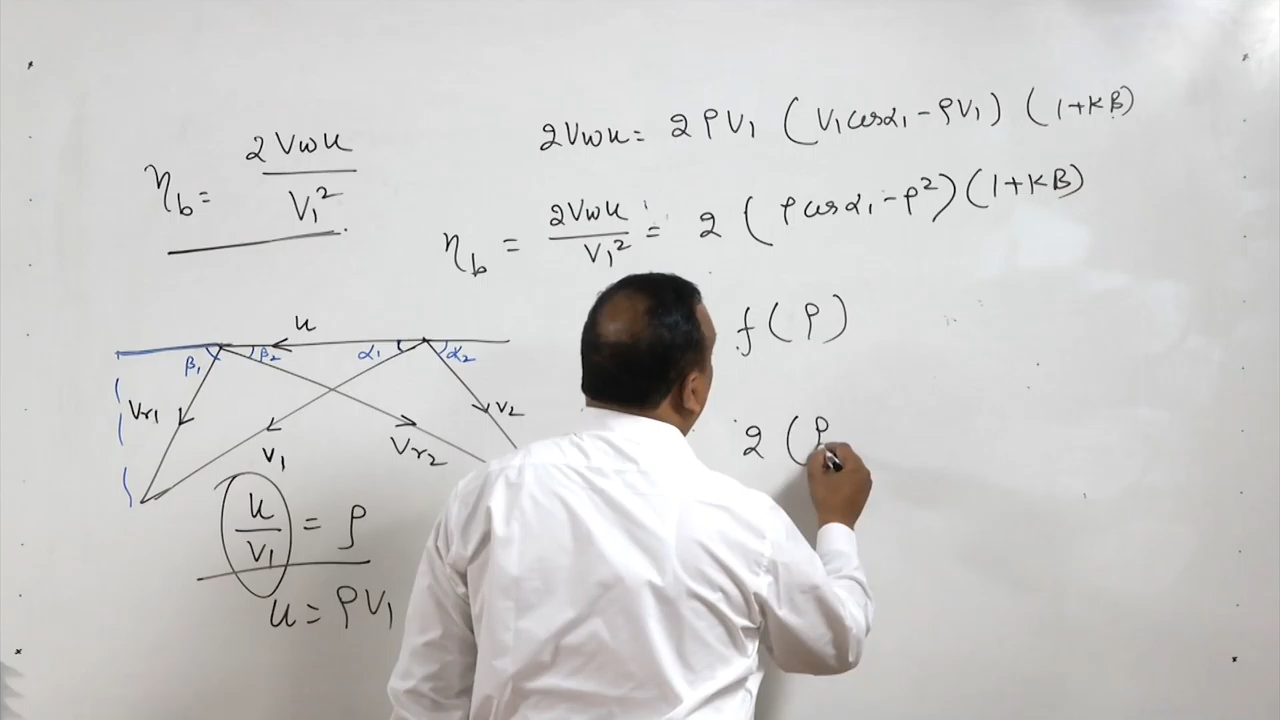 η_b = 2Vwu / V₁²
2Vwu = 2ρV₁ (V₁cosα₁ - ρV₁) (1+KB)
η_b = 2Vwu / V₁² = 2 (ρcosα₁ - ρ²) (1+KB)
f(ρ)
2 (ρ
u
β₁ β₂ α₁ α₂
Vr₁ V₁ Vr₂ V₂
u / V₁ = ρ
u = ρV₁